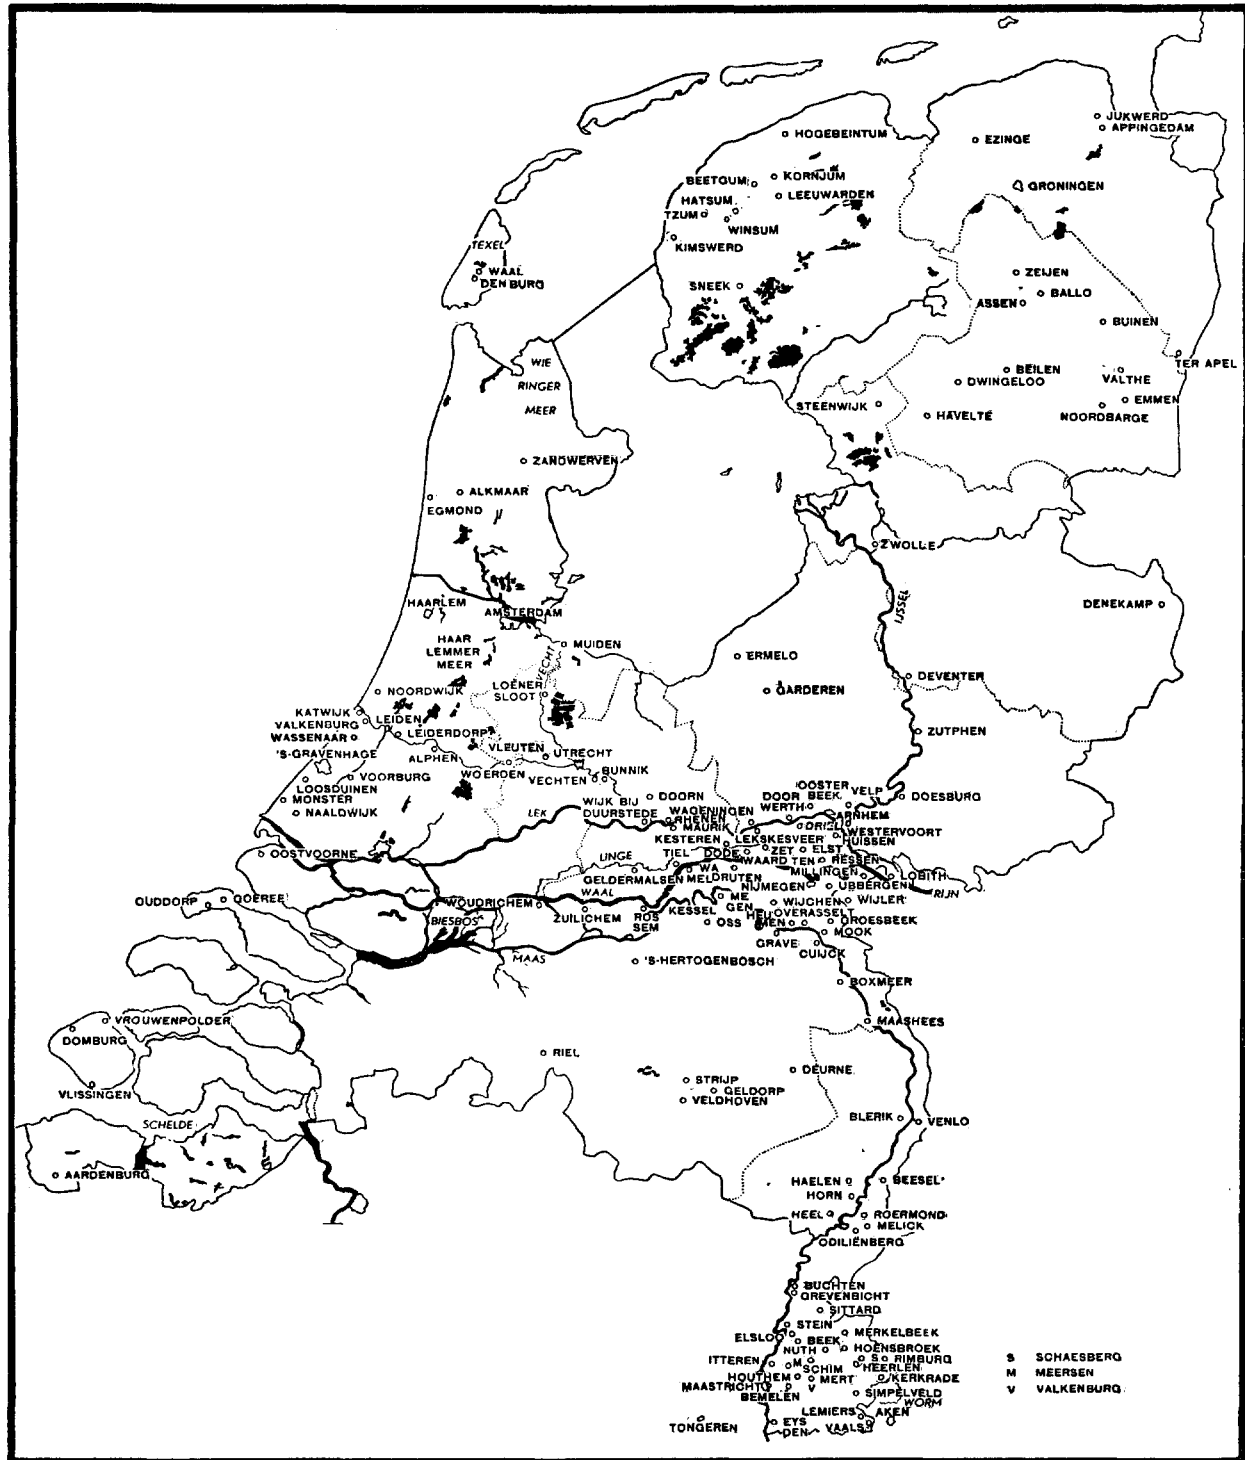 JUKWERD
APPINGEDAM
HOGEBEINTUM
EZINGE
KORNJUM
BEETGUM
LEEUWARDEN
GRONINGEN
HATSUM
TZUM
WINSUM
KIMSWERD
TEXEL
WAAL
DEN BURG
SNEEK
ZEIJEN
BALLO
ASSEN
BUINEN
WIE
RINGER
MEER
TER APEL
BEILEN
DWINGELOO
VALTHE
EMMEN
STEENWIJK
HAVELTE
NOORDBARGE
ZANDWERVEN
ALKMAAR
EGMOND
ZWOLLE
IJSSEL
DENEKAMP
HAARLEM
AMSTERDAM
HAAR
LEMMER
MEER
MUIDEN
VECHT
ERMELO
LOENER
SLOOT
DEVENTER
NOORDWIJK
GARDEREN
KATWIJK
VALKENBURG
LEIDEN
WASSENAAR
LEIDERDORP
ZUTPHEN
'S-GRAVENHAGE
ALPHEN
VLEUTEN
UTRECHT
VOORBURG
WOERDEN
VECHTEN
BUNNIK
LOOSDUINEN
MONSTER
NAALDWIJK
DOORN
OOSTER
BEEK
VELP
DOESBURG
DOOR
WERTH
WIJK BIJ
DUURSTEDE
WAGENINGEN
RHENEN
MAURIK
LEK
DRIEL
ARNHEM
WESTERVOORT
HUISSEN
KESTEREN
LEKSKESVEER
OOSTVOORNE
LINGE
TIEL
DODE
WAARD
ZET
TEN
ELST
RESSEN
GELDERMALSEN
WA
MEL
DRUTEN
MILLINGEN
LOBITH
RIJN
WAAL
NIJMEGEN
UBBERGEN
OUDDORP
GOEREE
WOUDRICHEM
ZUILICHEM
ROS
SEM
KESSEL
ME
GEN
WIJCHEN
WIJLER
BIESBOS
OSS
HEU
MEN
OVERASSELT
GROESBEEK
MOOK
GRAVE
CUIJCK
MAAS
'S-HERTOGENBOSCH
BOXMEER
VROUWENPOLDER
DOMBURG
MAASHEES
RIEL
VLISSINGEN
STRIJP
GELDORP
VELDHOVEN
DEURNE
SCHELDE
BLERIK
VENLO
AARDENBURG
HAELEN
BEESEL
HORN
HEEL
ROERMOND
MELICK
ODILIËNBERG
BUCHTEN
GREVENBICHT
SITTARD
STEIN
ELSLO
BEEK
MERKELBEEK
NUTH
HOENSBROEK
ITTEREN
M
SCHIM
MERT
S
RIMBURG
HEERLEN
HOUTHEM
KERKRADE
MAASTRICHT
BEMELEN
V
SIMPELVELD
WORM
LEMIERS
AKEN
TONGEREN
EYS
DEN
VAALS
S SCHAESBERG
M MEERSEN
V VALKENBURG